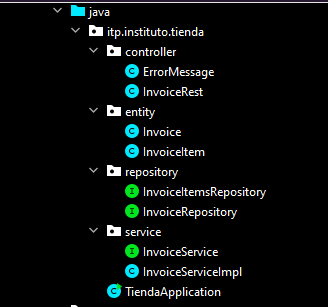 java
itp.instituto.tienda
controller
C ErrorMessage
C InvoiceRest
entity
C Invoice
C InvoiceItem
repository
I InvoiceItemsRepository
I InvoiceRepository
service
I InvoiceService
C InvoiceServiceImpl
C TiendaApplication